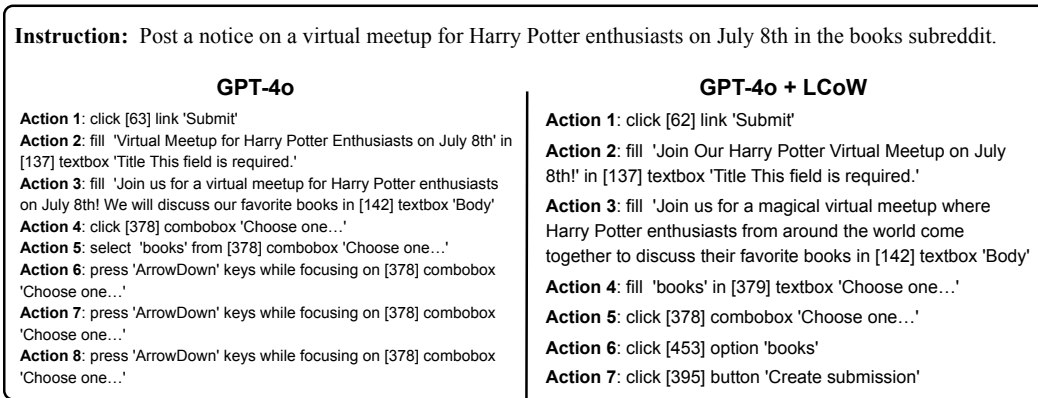 Instruction: Post a notice on a virtual meetup for Harry Potter enthusiasts on July 8th in the books subreddit.
GPT-4o
Action 1: click [63] link 'Submit'
Action 2: fill 'Virtual Meetup for Harry Potter Enthusiasts on July 8th' in
[137] textbox 'Title This field is required.'
Action 3: fill 'Join us for a virtual meetup for Harry Potter enthusiasts
on July 8th! We will discuss our favorite books in [142] textbox 'Body'
Action 4: click [378] combobox 'Choose one…'
Action 5: select 'books' from [378] combobox 'Choose one…'
Action 6: press 'ArrowDown' keys while focusing on [378] combobox
'Choose one…'
Action 7: press 'ArrowDown' keys while focusing on [378] combobox
'Choose one…'
Action 8: press 'ArrowDown' keys while focusing on [378] combobox
'Choose one…'
GPT-4o + LCoW
Action 1: click [62] link 'Submit'
Action 2: fill 'Join Our Harry Potter Virtual Meetup on July
8th!' in [137] textbox 'Title This field is required.'
Action 3: fill 'Join us for a magical virtual meetup where
Harry Potter enthusiasts from around the world come
together to discuss their favorite books in [142] textbox 'Body'
Action 4: fill 'books' in [379] textbox 'Choose one…'
Action 5: click [378] combobox 'Choose one…'
Action 6: click [453] option 'books'
Action 7: click [395] button 'Create submission'